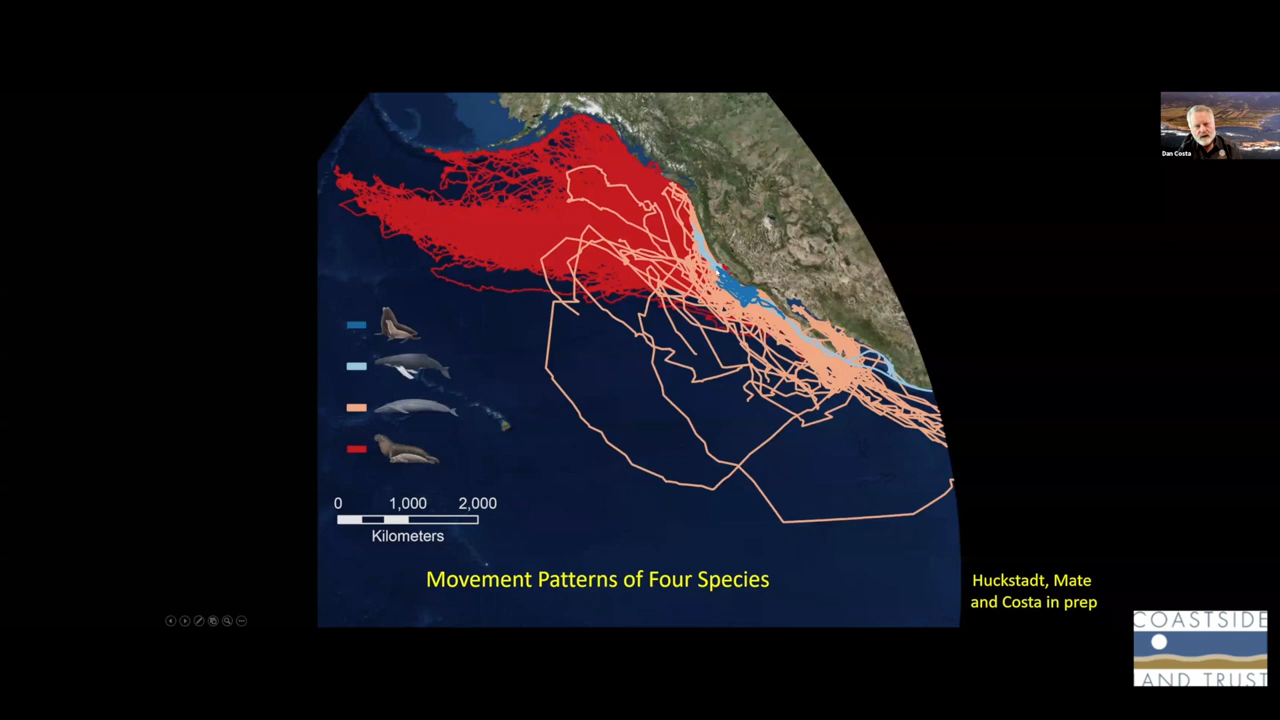 Dan Costa
0 1,000 2,000
Kilometers
Movement Patterns of Four Species
Huckstadt, Mate
and Costa in prep
COASTSIDE
LAND TRUST